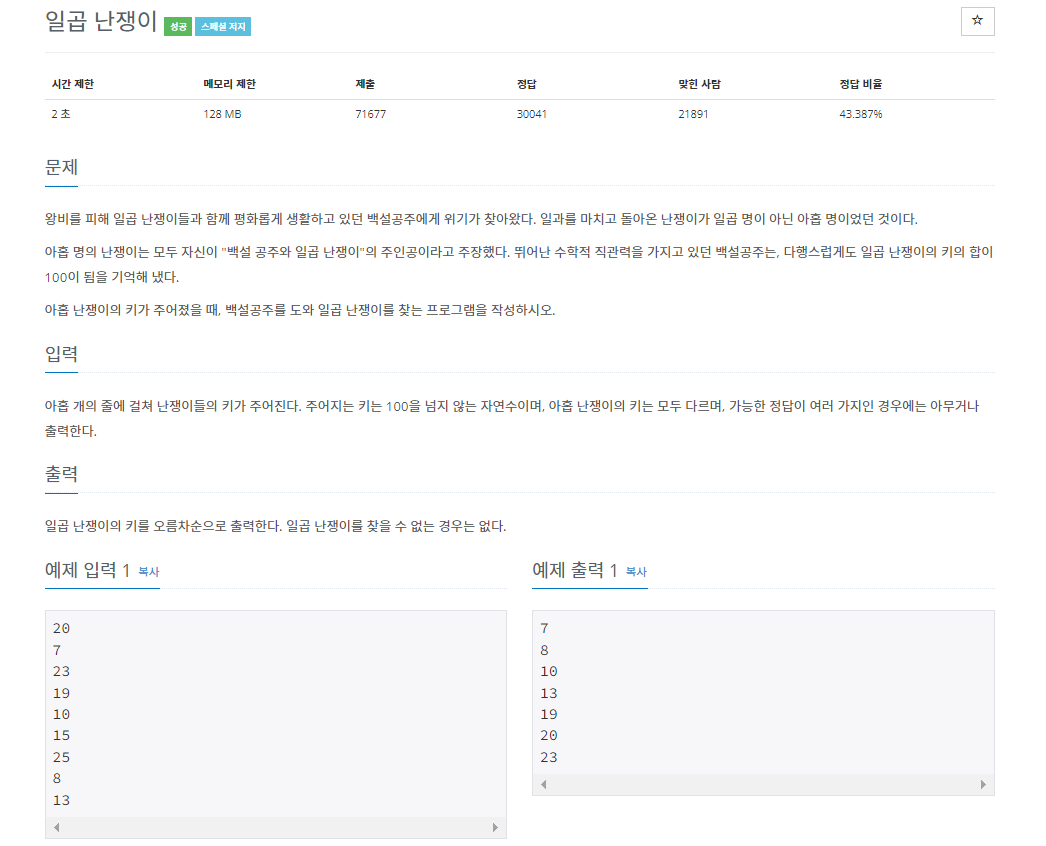 일곱 난쟁이 성공 스페셜 저지
☆
시간 제한 메모리 제한 제출 정답 맞힌 사람 정답 비율
2 초 128 MB 71677 30041 21891 43.387%
문제
왕비를 피해 일곱 난쟁이들과 함께 평화롭게 생활하고 있던 백설공주에게 위기가 찾아왔다. 일과를 마치고 돌아온 난쟁이가 일곱 명이 아닌 아홉 명이었던 것이다.
아홉 명의 난쟁이는 모두 자신이 "백설 공주와 일곱 난쟁이"의 주인공이라고 주장했다. 뛰어난 수학적 직관력을 가지고 있던 백설공주는, 다행스럽게도 일곱 난쟁이의 키의 합이
100이 됨을 기억해 냈다.
아홉 난쟁이의 키가 주어졌을 때, 백설공주를 도와 일곱 난쟁이를 찾는 프로그램을 작성하시오.
입력
아홉 개의 줄에 걸쳐 난쟁이들의 키가 주어진다. 주어지는 키는 100을 넘지 않는 자연수이며, 아홉 난쟁이의 키는 모두 다르며, 가능한 정답이 여러 가지인 경우에는 아무거나
출력한다.
출력
일곱 난쟁이의 키를 오름차순으로 출력한다. 일곱 난쟁이를 찾을 수 없는 경우는 없다.
예제 입력 1 복사
20
7
23
19
10
15
25
8
13
예제 출력 1 복사
7
8
10
13
19
20
23